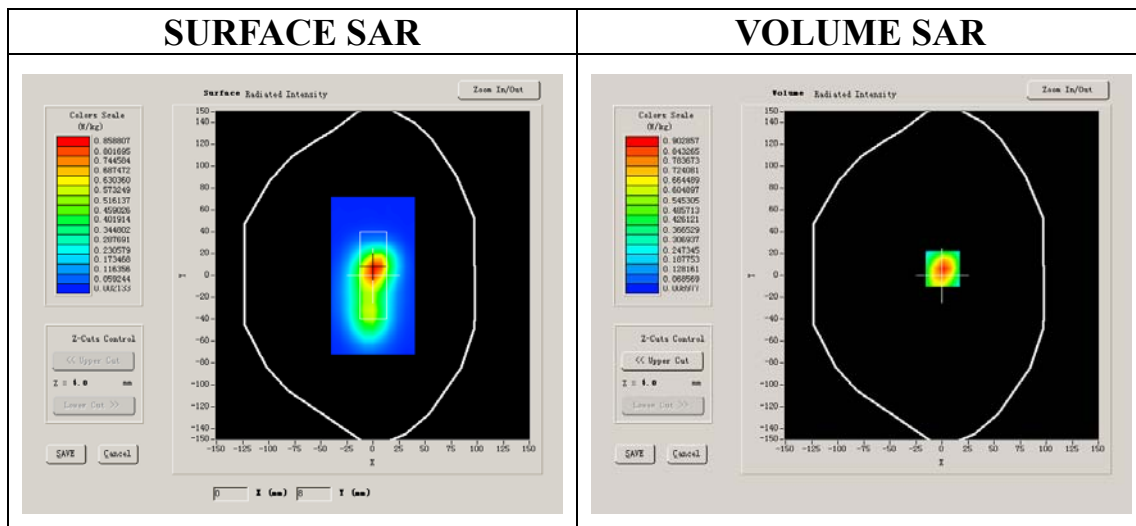 SURFACE SAR
VOLUME SAR
Surface Radiated Intensity
Zoom In/Out
Colors Scale
(W/kg)
0.858807
0.801695
0.744584
0.687472
0.630360
0.573249
0.516137
0.459026
0.401914
0.344802
0.287691
0.230579
0.173468
0.116356
0.059244
0.002133
150
140
120
100
80
60
40
20
0
-20
-40
-60
-80
-100
-120
-140
-150
Y
-150 -125 -100 -75 -50 -25 0 25 50 75 100 125 150
X
Z-Cuts Control
<< Upper Cut
Z = 4.0 mm
Lower Cut >>
SAVE Cancel
0 X (mm) 8 Y (mm)
Volume Radiated Intensity
Zoom In/Out
Colors Scale
(W/kg)
0.902857
0.843265
0.783673
0.724081
0.664489
0.604897
0.545305
0.485713
0.426121
0.366529
0.306937
0.247345
0.187753
0.128161
0.068569
0.008977
150
140
120
100
80
60
40
20
0
-20
-40
-60
-80
-100
-120
-140
-150
Y
-150 -125 -100 -75 -50 -25 0 25 50 75 100 125 150
X
Z-Cuts Control
<< Upper Cut
Z = 4.0 mm
Lower Cut >>
SAVE Cancel